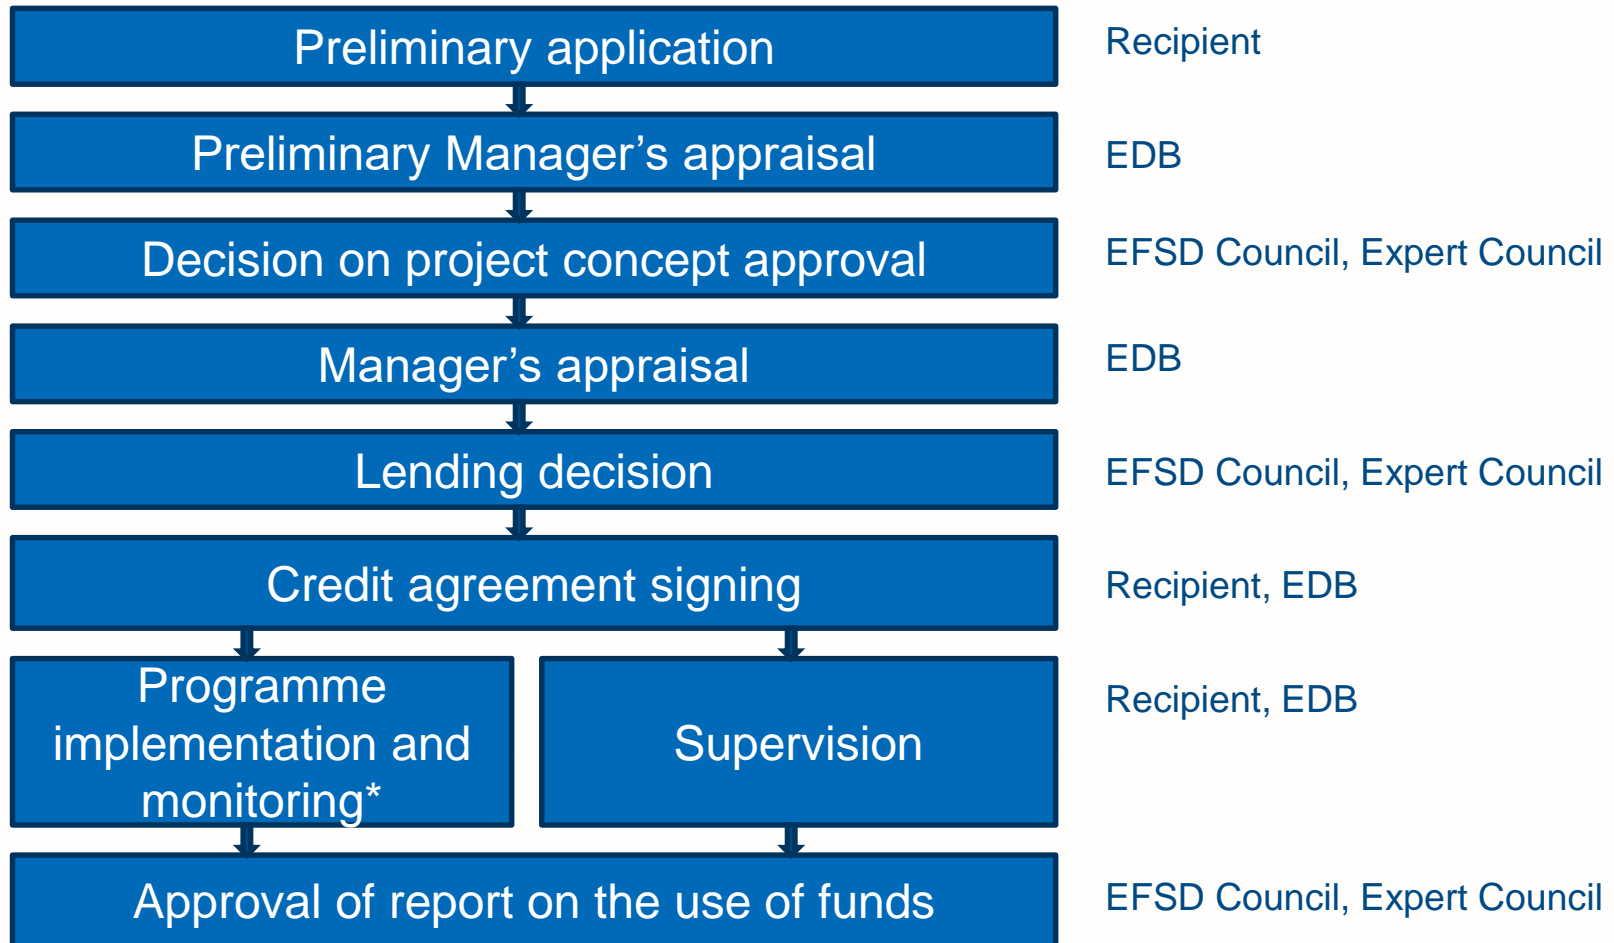 Preliminary application
Recipient
Preliminary Manager’s appraisal
EDB
Decision on project concept approval
EFSD Council, Expert Council
Manager’s appraisal
EDB
Lending decision
EFSD Council, Expert Council
Credit agreement signing
Recipient, EDB
Programme
implementation and
monitoring*
Supervision
Recipient, EDB
Approval of report on the use of funds
EFSD Council, Expert Council